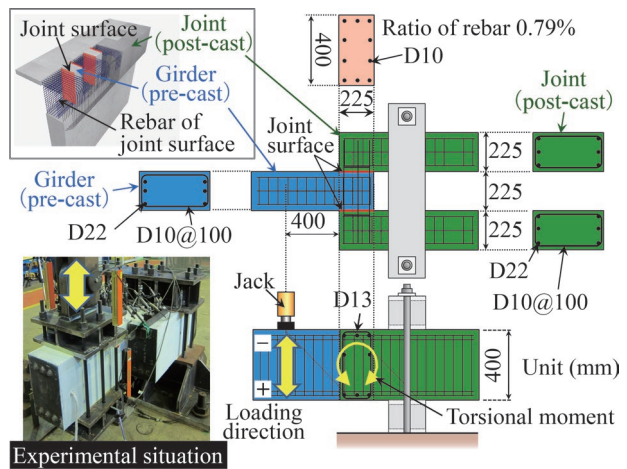 Joint surface
Joint
(post-cast)
Girder
(pre-cast)
Rebar of
joint surface
Ratio of rebar 0.79%
D10
400
225
Joint
surface
Joint
(post-cast)
Girder
(pre-cast)
D22
D10@100
400
225
225
225
D22
D10@100
Jack
D13
−
+
Loading
direction
400
Unit (mm)
Torsional moment
Experimental situation